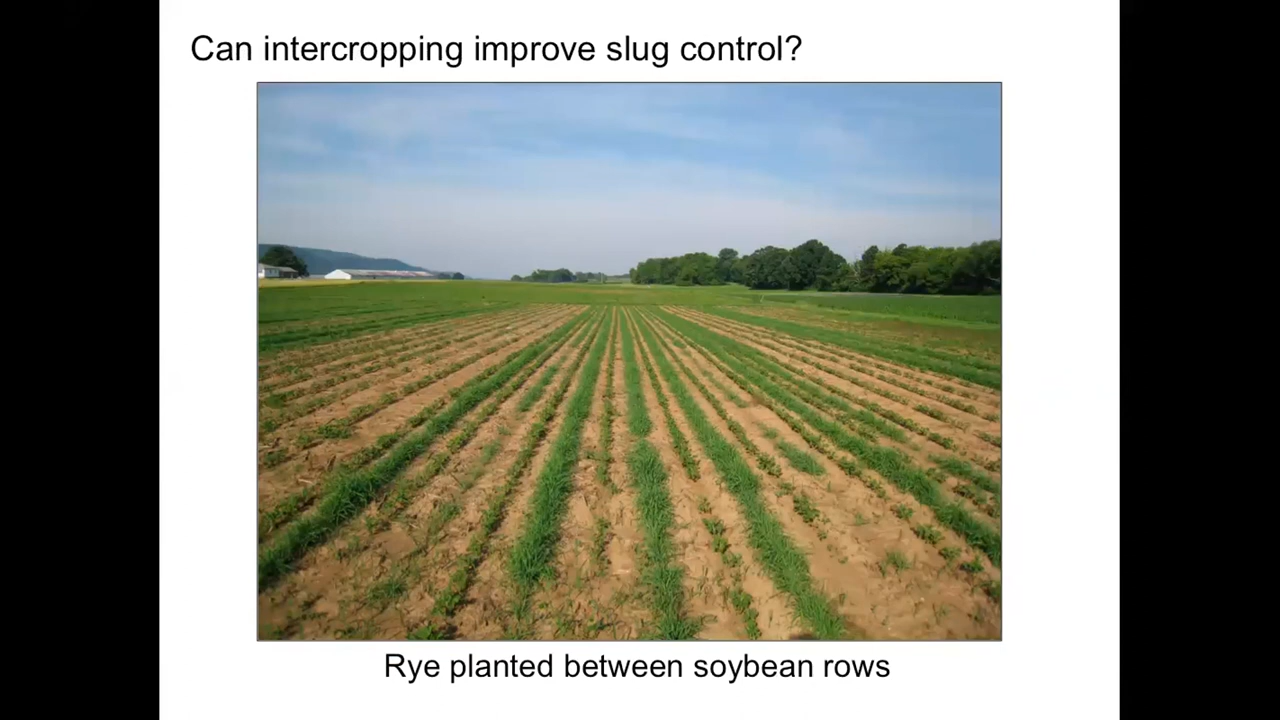 Can intercropping improve slug control?
Rye planted between soybean rows